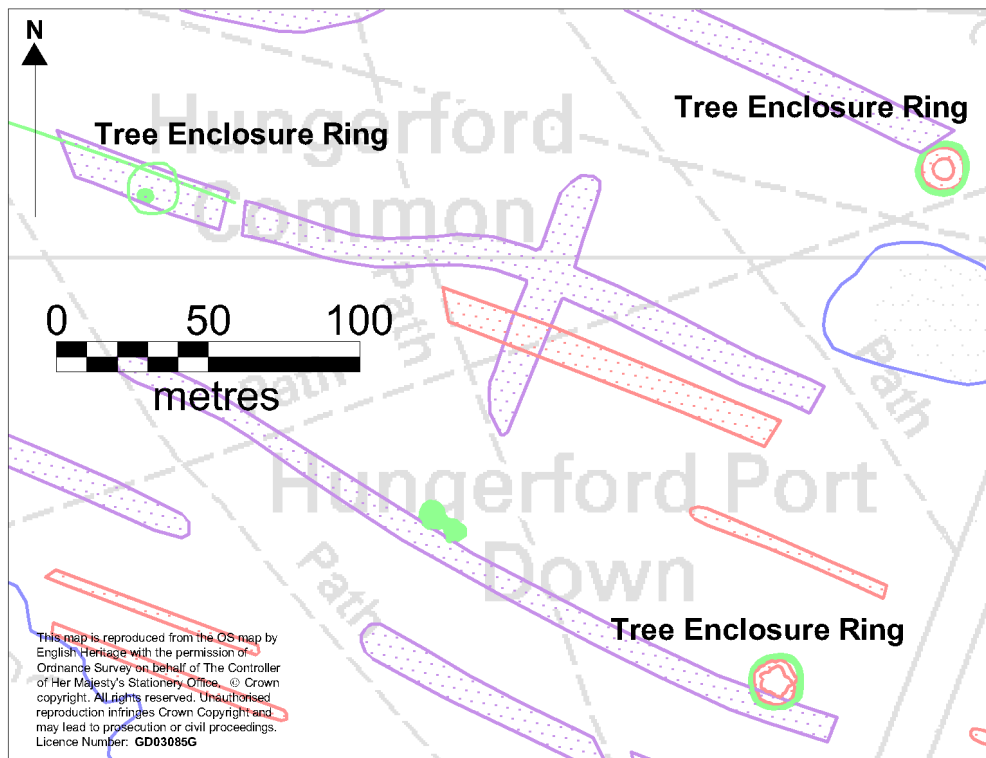 N
Tree Enclosure Ring
Tree Enclosure Ring
Hungerford
Common
Path
0 50 100
metres
Path
Path
Hungerford Port
Down
Path
Tree Enclosure Ring
This map is reproduced from the OS map by
English Heritage with the permission of
Ordnance Survey on behalf of The Controller
of Her Majesty's Stationery Office, © Crown
copyright. All rights reserved. Unauthorised
reproduction infringes Crown Copyright and
may lead to prosecution or civil proceedings.
Licence Number: GD03085G